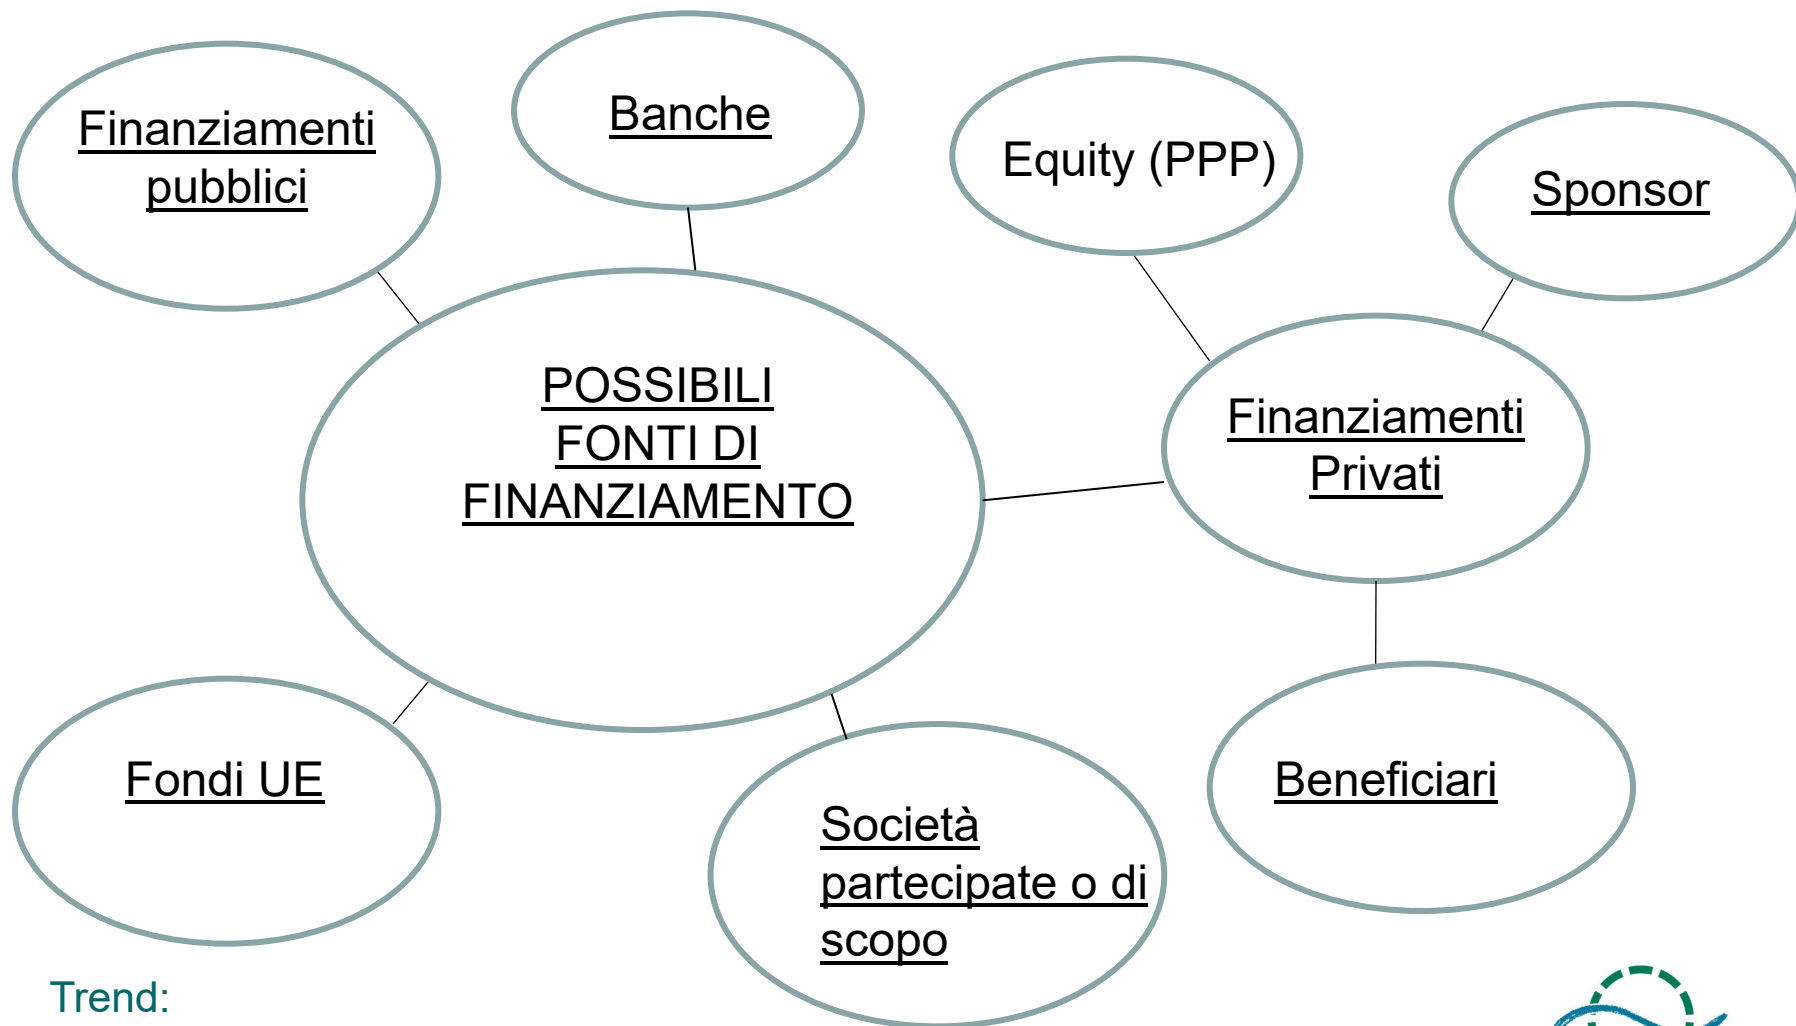 Finanziamenti
pubblici
Banche
Equity (PPP)
Sponsor
POSSIBILI
FONTI DI
FINANZIAMENTO
Finanziamenti
Privati
Fondi UE
Società
partecipate o di
scopo
Beneficiari
Trend: